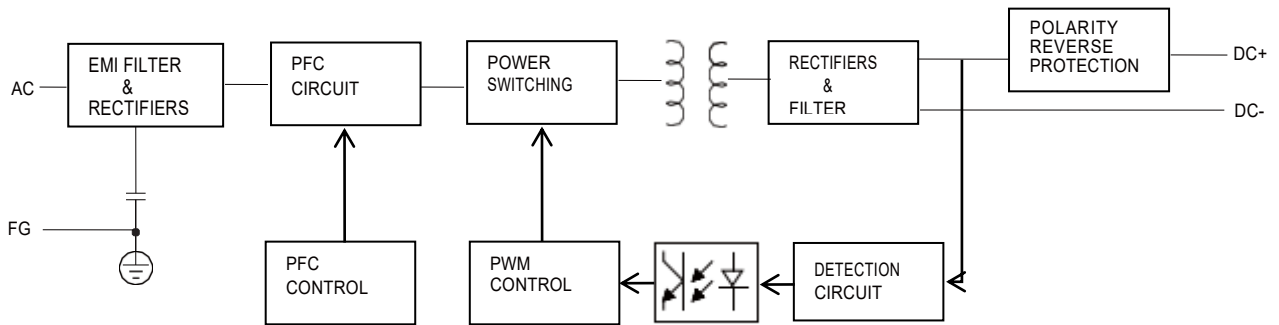 AC
EMI FILTER
&
RECTIFIERS
PFC
CIRCUIT
POWER
SWITCHING
RECTIFIERS
&
FILTER
POLARITY
REVERSE
PROTECTION
DC+
DC-
FG
PFC
CONTROL
PWM
CONTROL
DETECTION
CIRCUIT